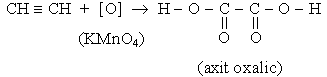 CH ≡ CH + [O] → H – O – C – C – O – H
(KMnO₄) O O
(axit oxalic)